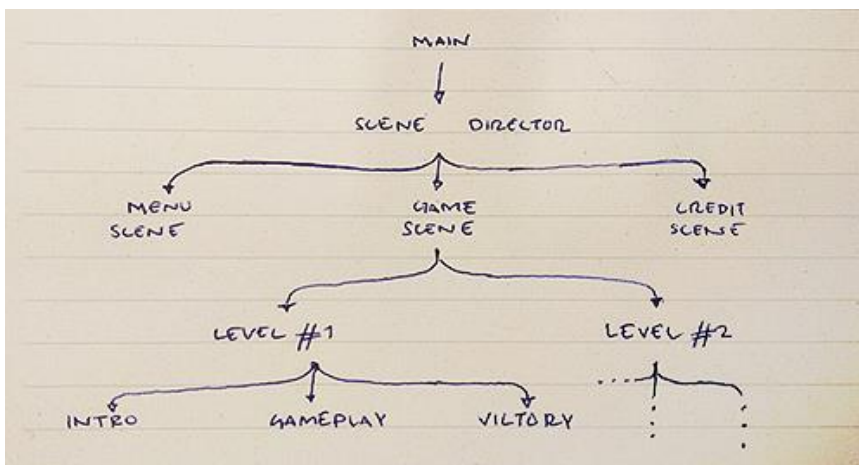 MAIN
SCENE DIRECTOR
MENU
SCENE
GAME
SCENE
CREDIT
SCENE
LEVEL #1
LEVEL #2
INTRO
GAMEPLAY
VICTORY